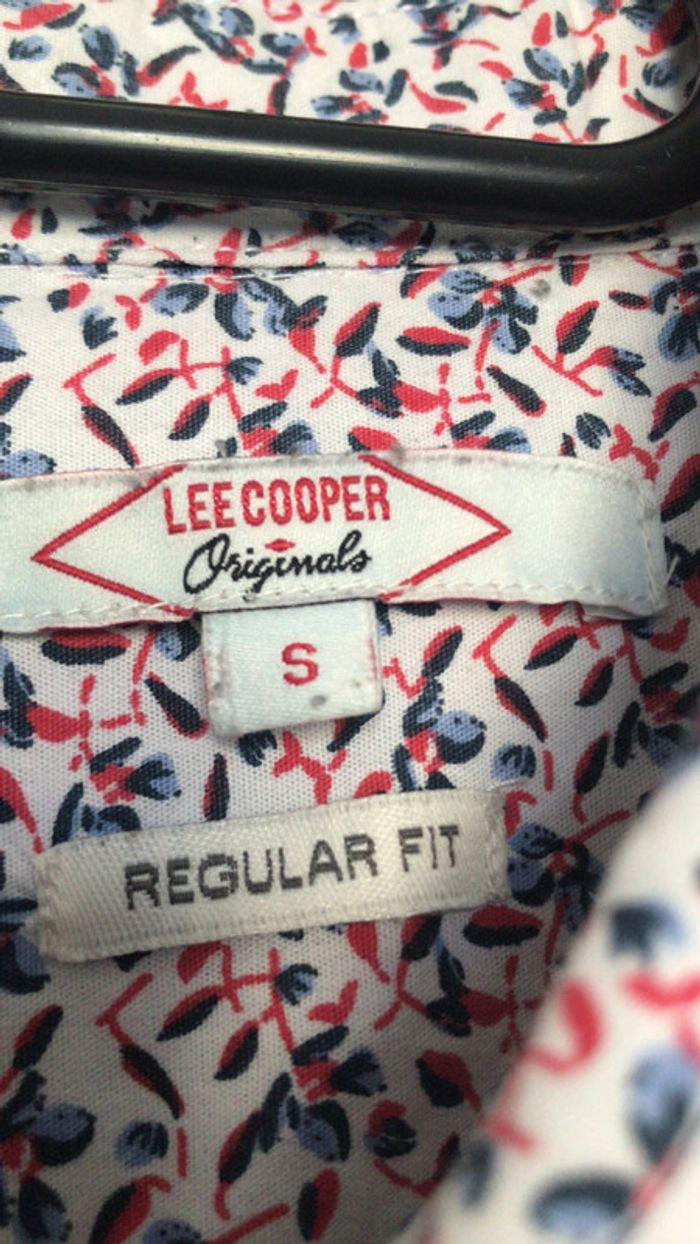 LEE COOPER
Originals
S
REGULAR FIT